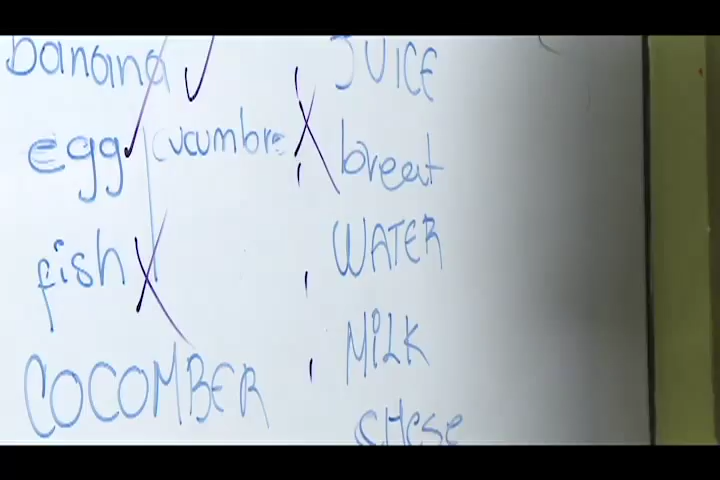 banana
egg
cucumbre
fish
COCOMBER
JUICE
breat
WATER
MiLK
CHese